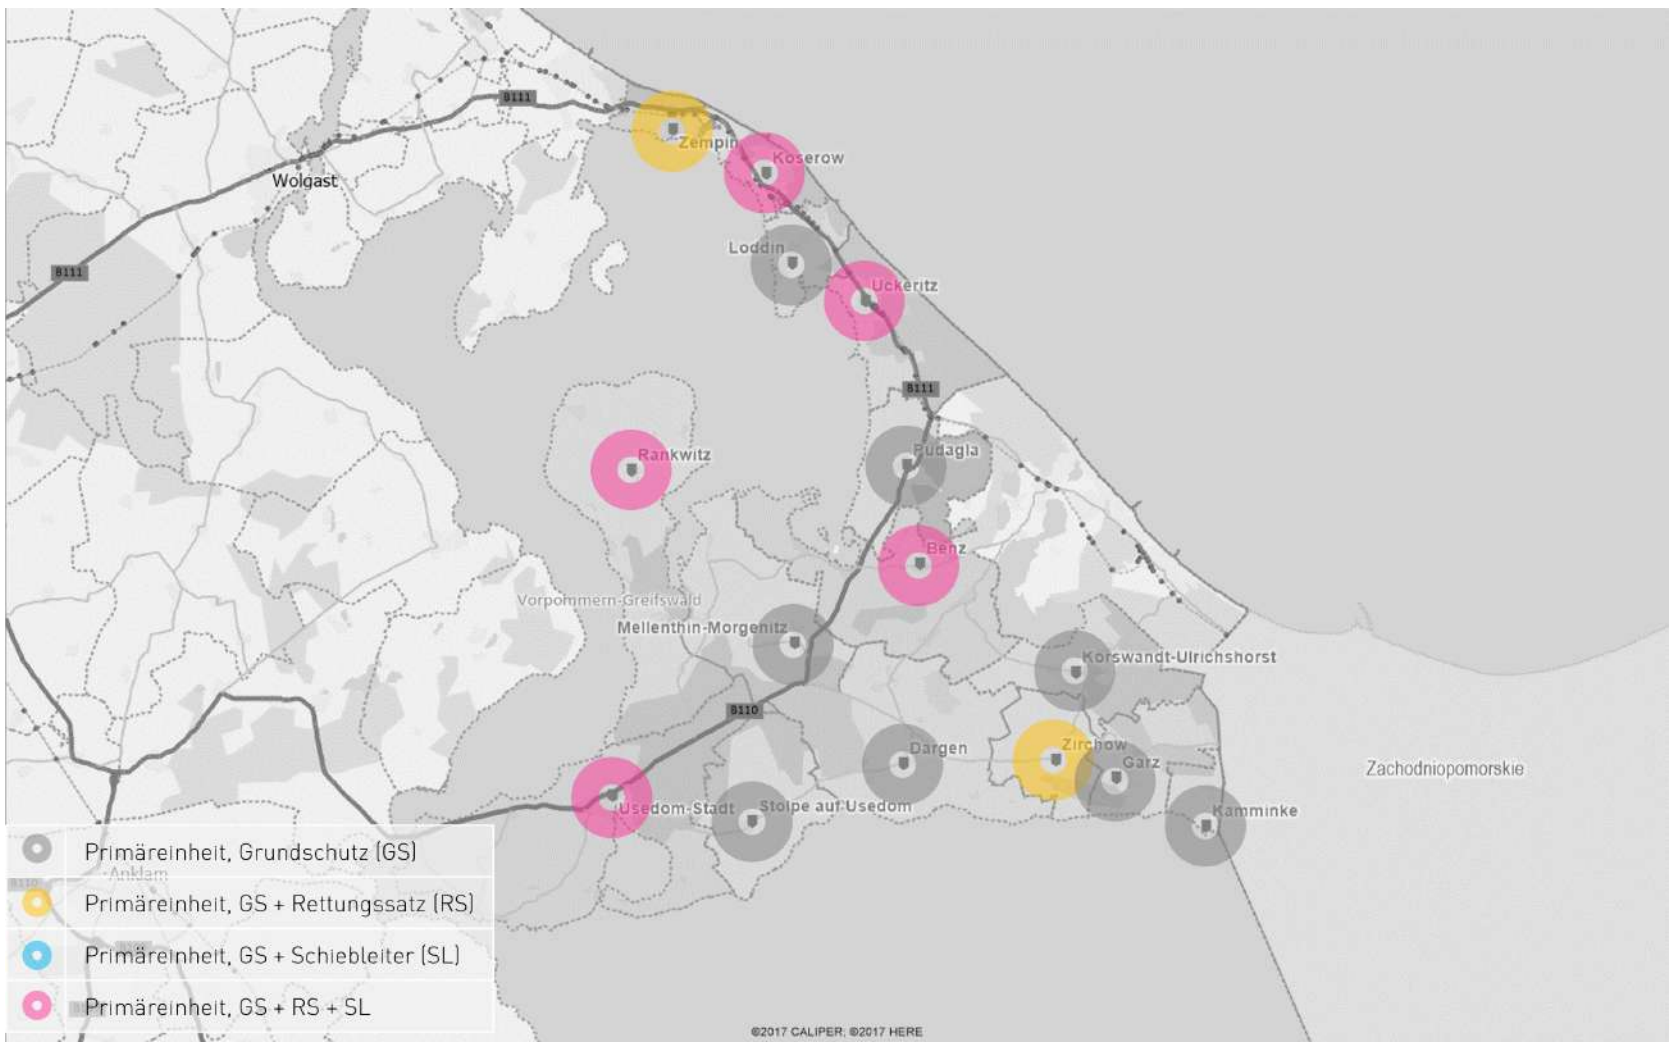 B111
Zempin
Koserow
Wolgast
Loddin
B111
Ückeritz
B111
Rankwitz
Pudagla
Benz
Vorpommern-Greifswald
Mellenthin-Morgenitz
Korswandt-Ulrichshorst
B110
Dargen
Zirchow
Garz
Zachodniopomorskie
Usedom-Stadt
Stolpe auf Usedom
Kamminke
Primäreinheit, Grundschutz (GS)
Anklam
B110
Primäreinheit, GS + Rettungssatz (RS)
Primäreinheit, GS + Schiebleiter (SL)
Primäreinheit, GS + RS + SL
©2017 CALIPER; ©2017 HERE